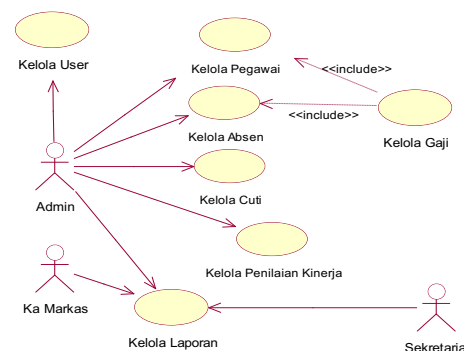 Kelola User
Kelola Pegawai
<<include>>
Kelola Absen
<<include>>
Kelola Gaji
Kelola Cuti
Admin
Kelola Penilaian Kinerja
Ka Markas
Kelola Laporan